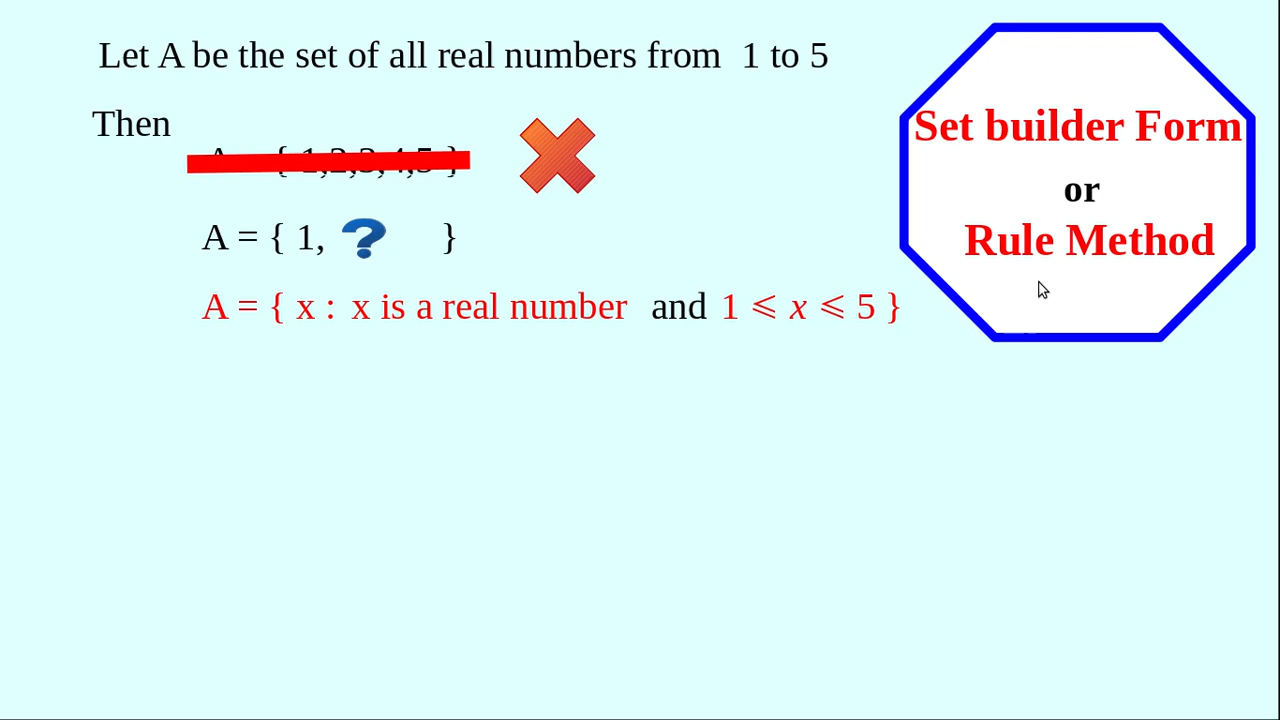 Let A be the set of all real numbers from 1 to 5
Then
A = { 1,2,3,4,5 }
A = { 1, ? }
A = { x : x is a real number and 1 ⩽ x ⩽ 5 }
Set builder Form
or
Rule Method